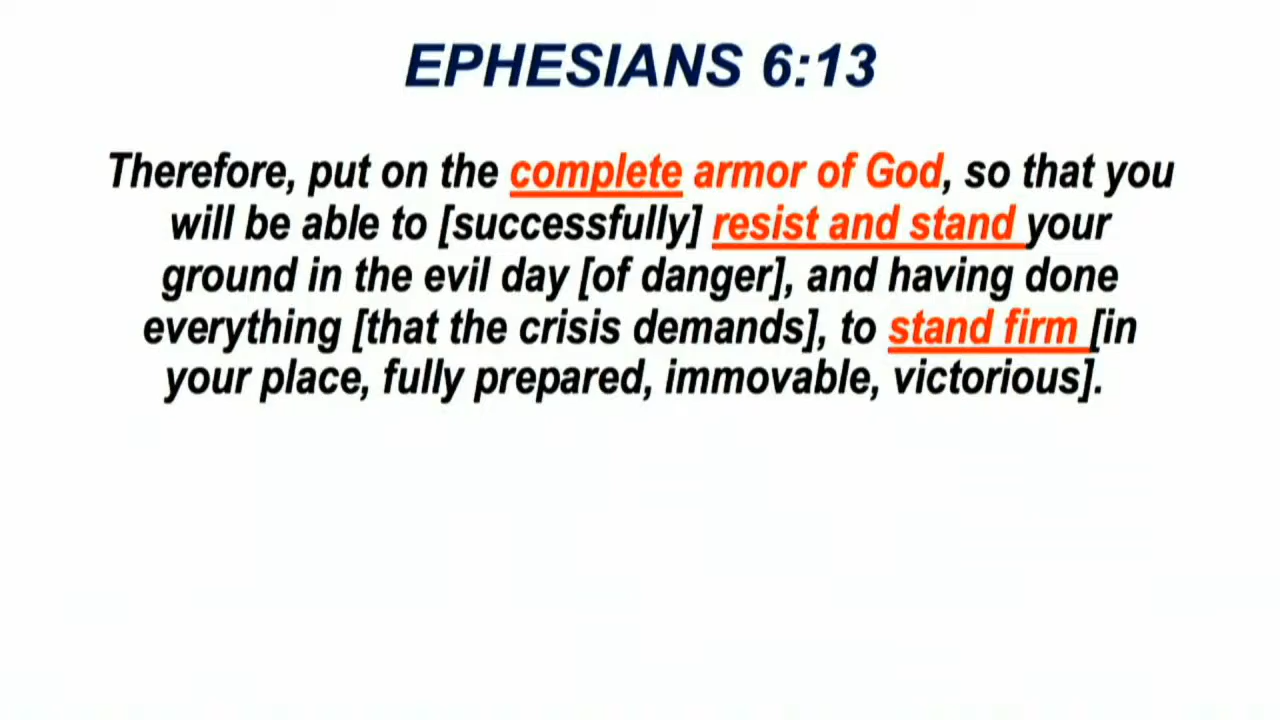 EPHESIANS 6:13
Therefore, put on the complete armor of God, so that you
will be able to [successfully] resist and stand your
ground in the evil day [of danger], and having done
everything [that the crisis demands], to stand firm [in
your place, fully prepared, immovable, victorious].